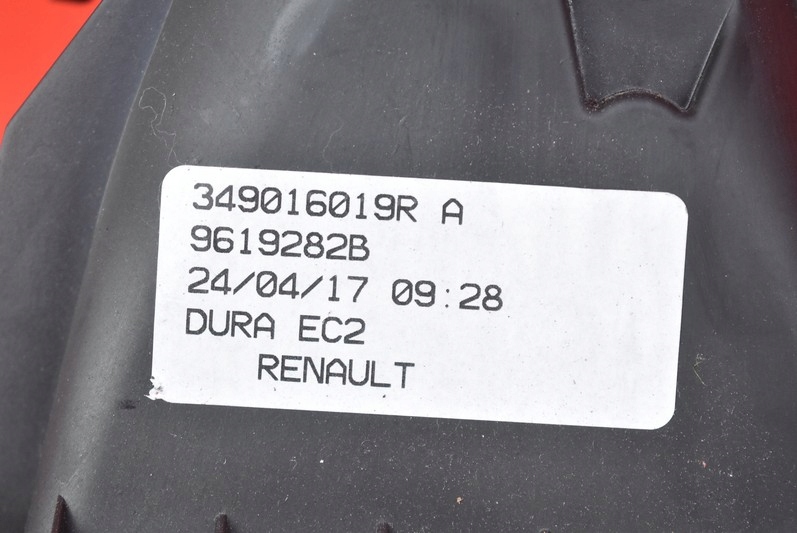 349016019R A
9619282B
24/04/17 09:28
DURA EC2
RENAULT